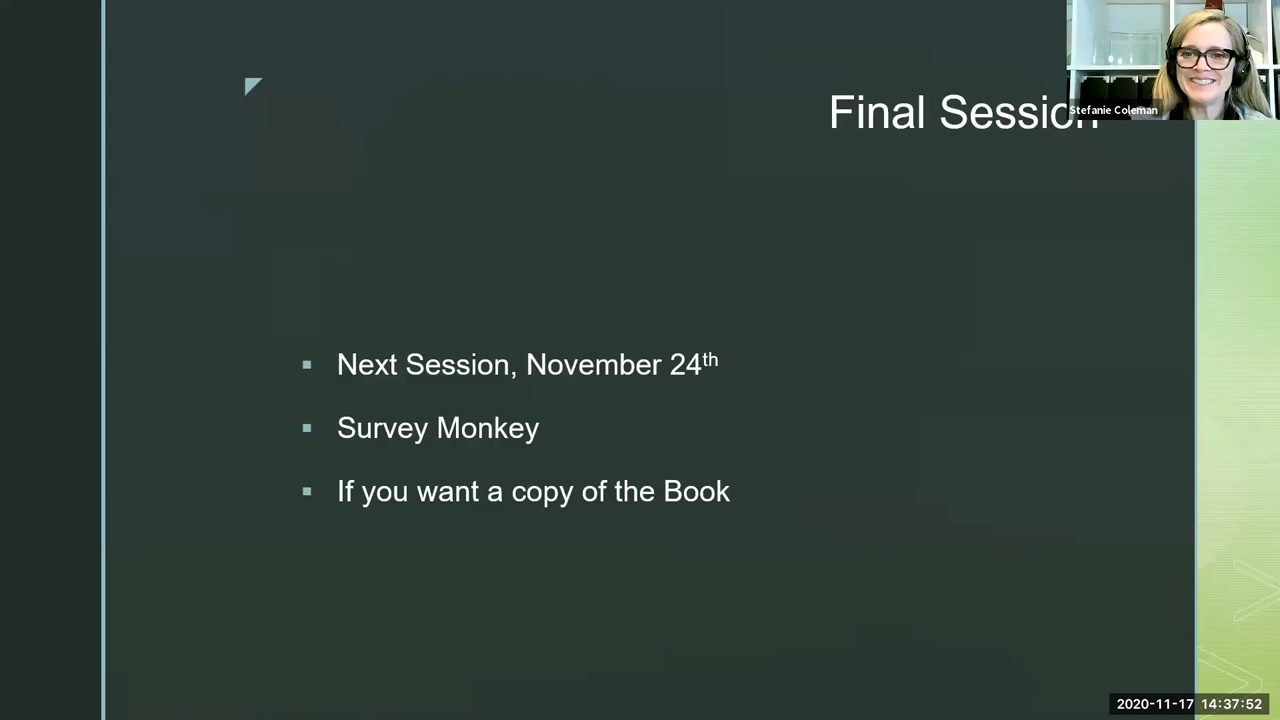 Final Session
Stefanie Coleman
Next Session, November 24th
Survey Monkey
If you want a copy of the Book
2020-11-17 14:37:52